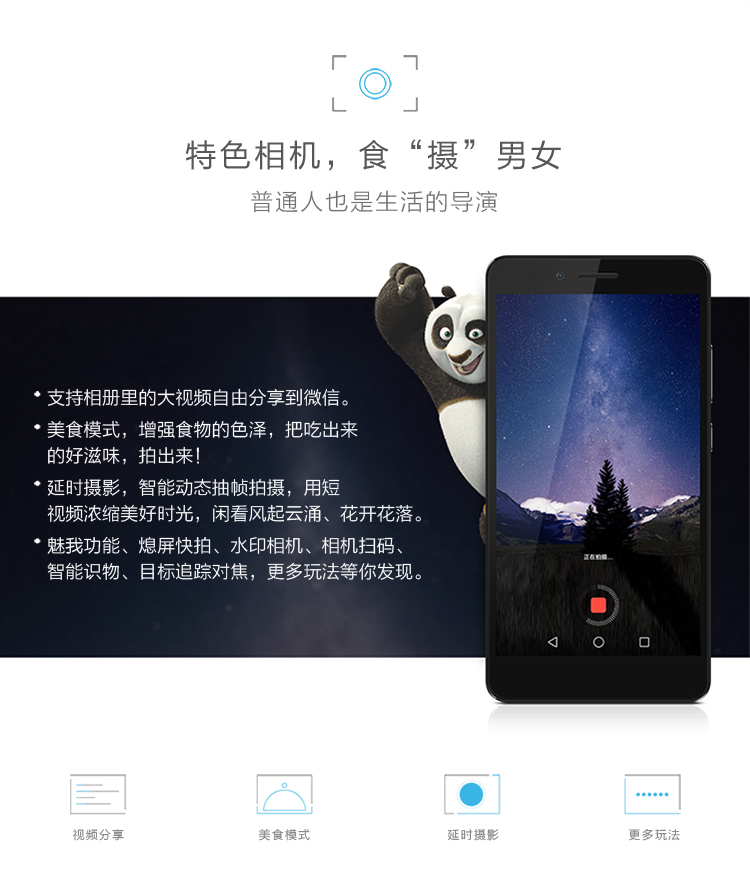 特色相机，食“摄”男女
普通人也是生活的导演
• 支持相册里的大视频自由分享到微信。
• 美食模式，增强食物的色泽，把吃出来
的好滋味，拍出来！
• 延时摄影，智能动态抽帧拍摄，用短
视频浓缩美好时光，闲看风起云涌、花开花落。
• 魅我功能、熄屏快拍、水印相机、相机扫码、
智能识物、目标追踪对焦，更多玩法等你发现。
正在拍摄...
视频分享
美食模式
延时摄影
更多玩法